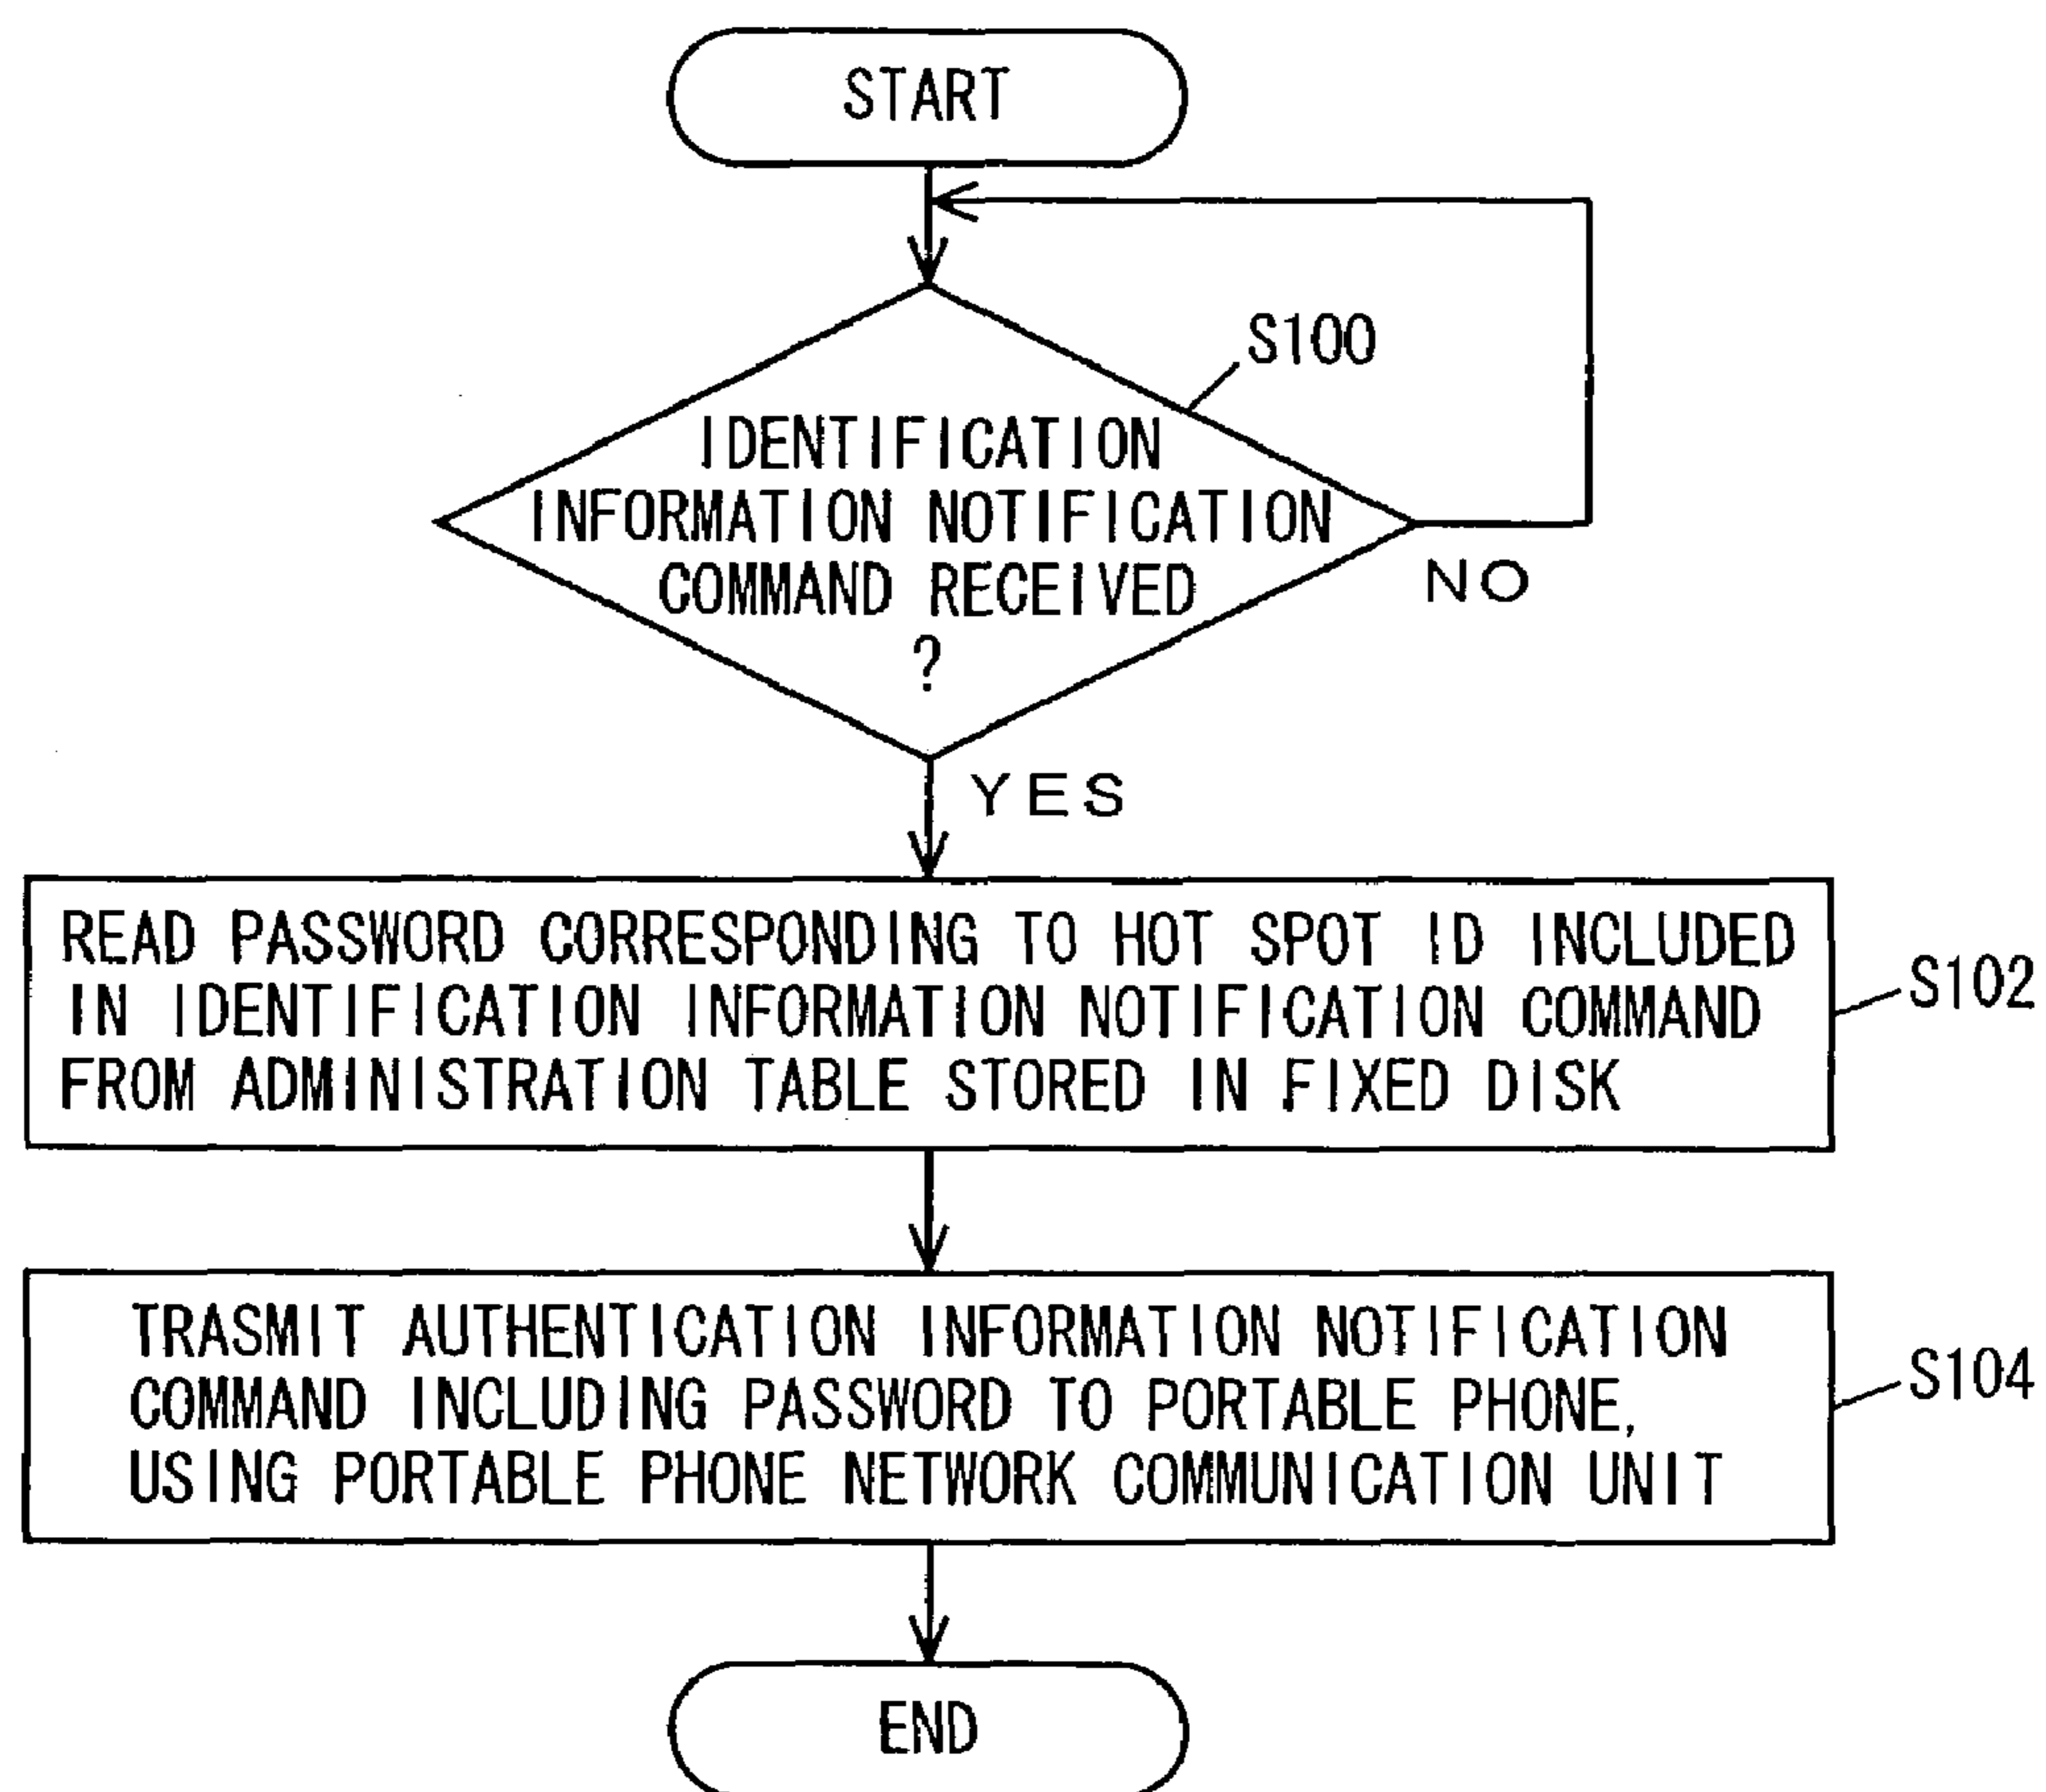 START
S100
IDENTIFICATION
INFORMATION NOTIFICATION
COMMAND RECEIVED
?
NO
YES
READ PASSWORD CORRESPONDING TO HOT SPOT ID INCLUDED
IN IDENTIFICATION INFORMATION NOTIFICATION COMMAND
FROM ADMINISTRATION TABLE STORED IN FIXED DISK
S102
TRASMIT AUTHENTICATION INFORMATION NOTIFICATION
COMMAND INCLUDING PASSWORD TO PORTABLE PHONE,
USING PORTABLE PHONE NETWORK COMMUNICATION UNIT
S104
END